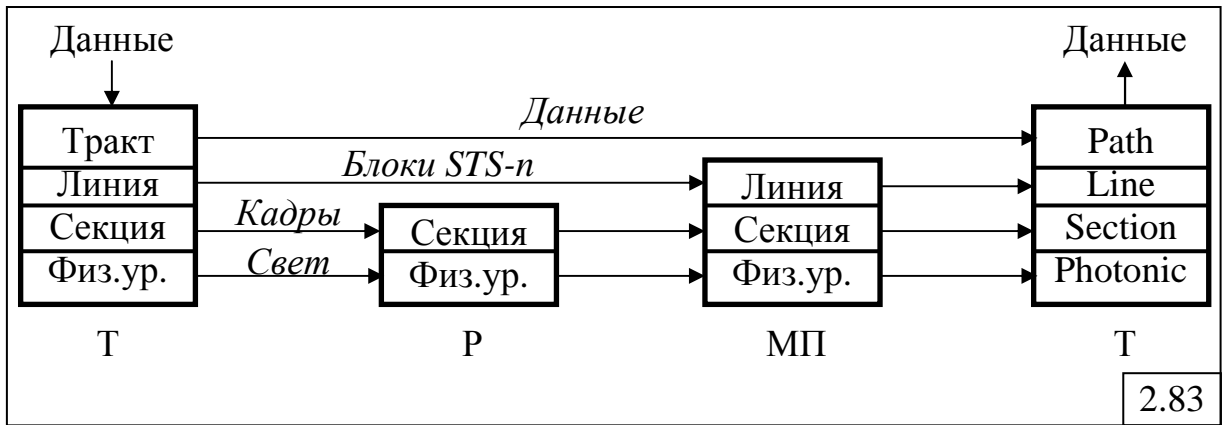 Данные Данные
Данные
Тракт Path
Блоки STS-n
Линия Линия Line
Кадры
Секция Секция Секция Section
Свет
Физ.ур. Физ.ур. Физ.ур. Photonic
Т Р МП Т
2.83